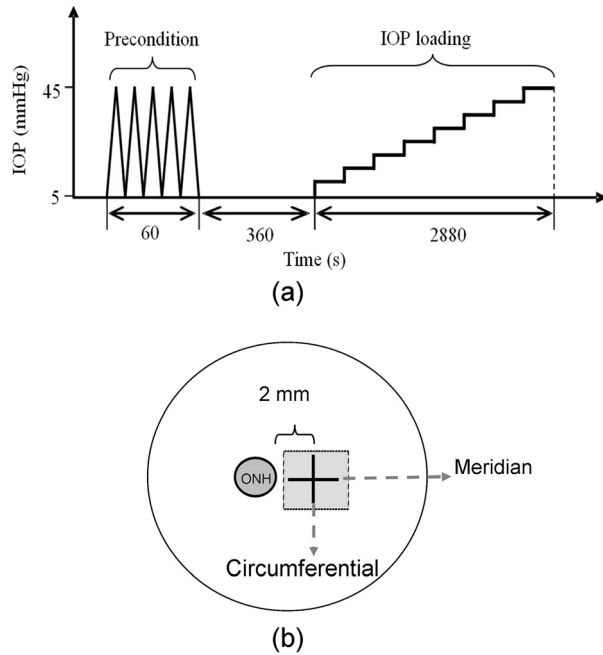 (a)
Precondition
IOP loading
IOP (mmHg)
45
5
60
360
2880
Time (s)
(a)
2 mm
ONH
Meridian
Circumferential
(b)